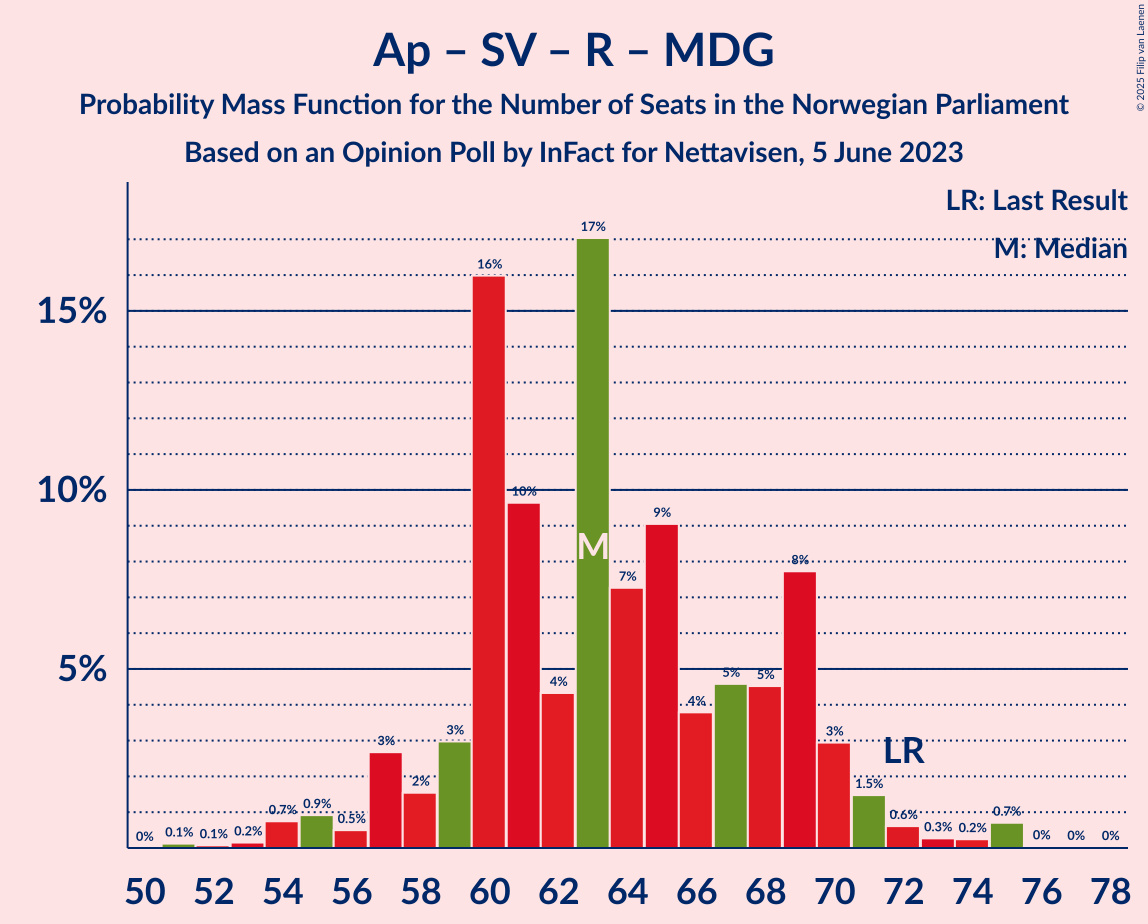 Ap – SV – R – MDG
Probability Mass Function for the Number of Seats in the Norwegian Parliament
Based on an Opinion Poll by InFact for Nettavisen, 5 June 2023
© 2025 Filip van Laenen
LR: Last Result
M: Median
15%
10%
5%
0% 0.1% 0.1% 0.2% 0.7% 0.9% 0.5% 3% 2% 3% 16% 10% 4% 17% 7% 9% 4% 5% 5% 8% 3% 1.5% 0.6% 0.3% 0.2% 0.7% 0% 0% 0%
M
LR
50 52 54 56 58 60 62 64 66 68 70 72 74 76 78